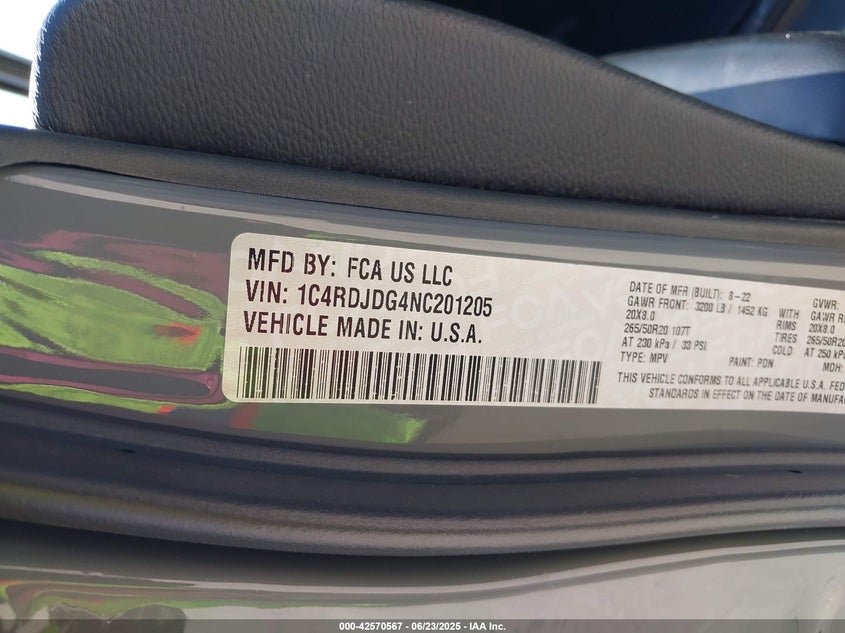 MFD BY: FCA US LLC
VIN: 1C4RDJDG4NC201205
VEHICLE MADE IN: U.S.A.
DATE OF MFR (BUILT): 8-22 GVWR:
GAWR FRONT: 3200 LB / 1452 KG WITH GAWR RE
20X8.0 RIMS 20X8.0
265/50R20 107T TIRES 265/50R20
AT 230 kPa / 33 PSI COLD AT 250 kP
TYPE: MPV PAINT: PDN MDH:
THIS VEHICLE CONFORMS TO ALL APPLICABLE U.S.A. FED
STANDARDS IN EFFECT ON THE DATE OF MANUFA
000-42570567 - 06/23/2025 - IAA Inc.